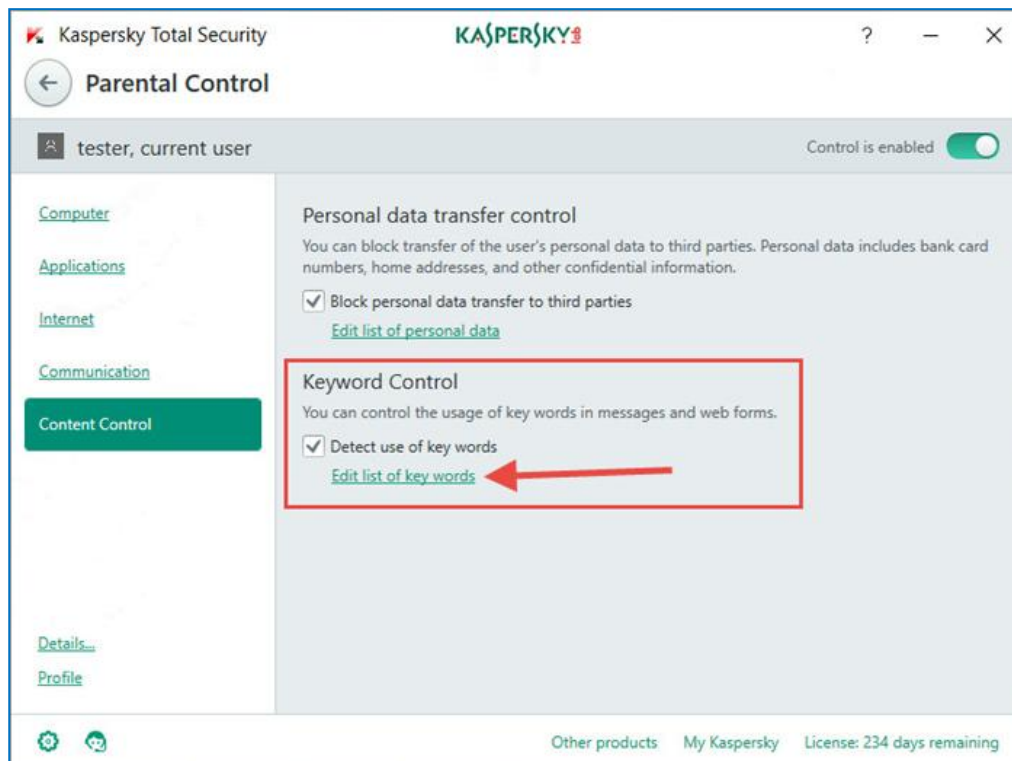 Kaspersky Total Security
KASPERSKY lab
Parental Control
tester, current user
Control is enabled
Computer
Applications
Internet
Communication
Content Control
Details...
Profile
Personal data transfer control
You can block transfer of the user's personal data to third parties. Personal data includes bank card
numbers, home addresses, and other confidential information.
Block personal data transfer to third parties
Edit list of personal data
Keyword Control
You can control the usage of key words in messages and web forms.
Detect use of key words
Edit list of key words
Other products
My Kaspersky
License: 234 days remaining